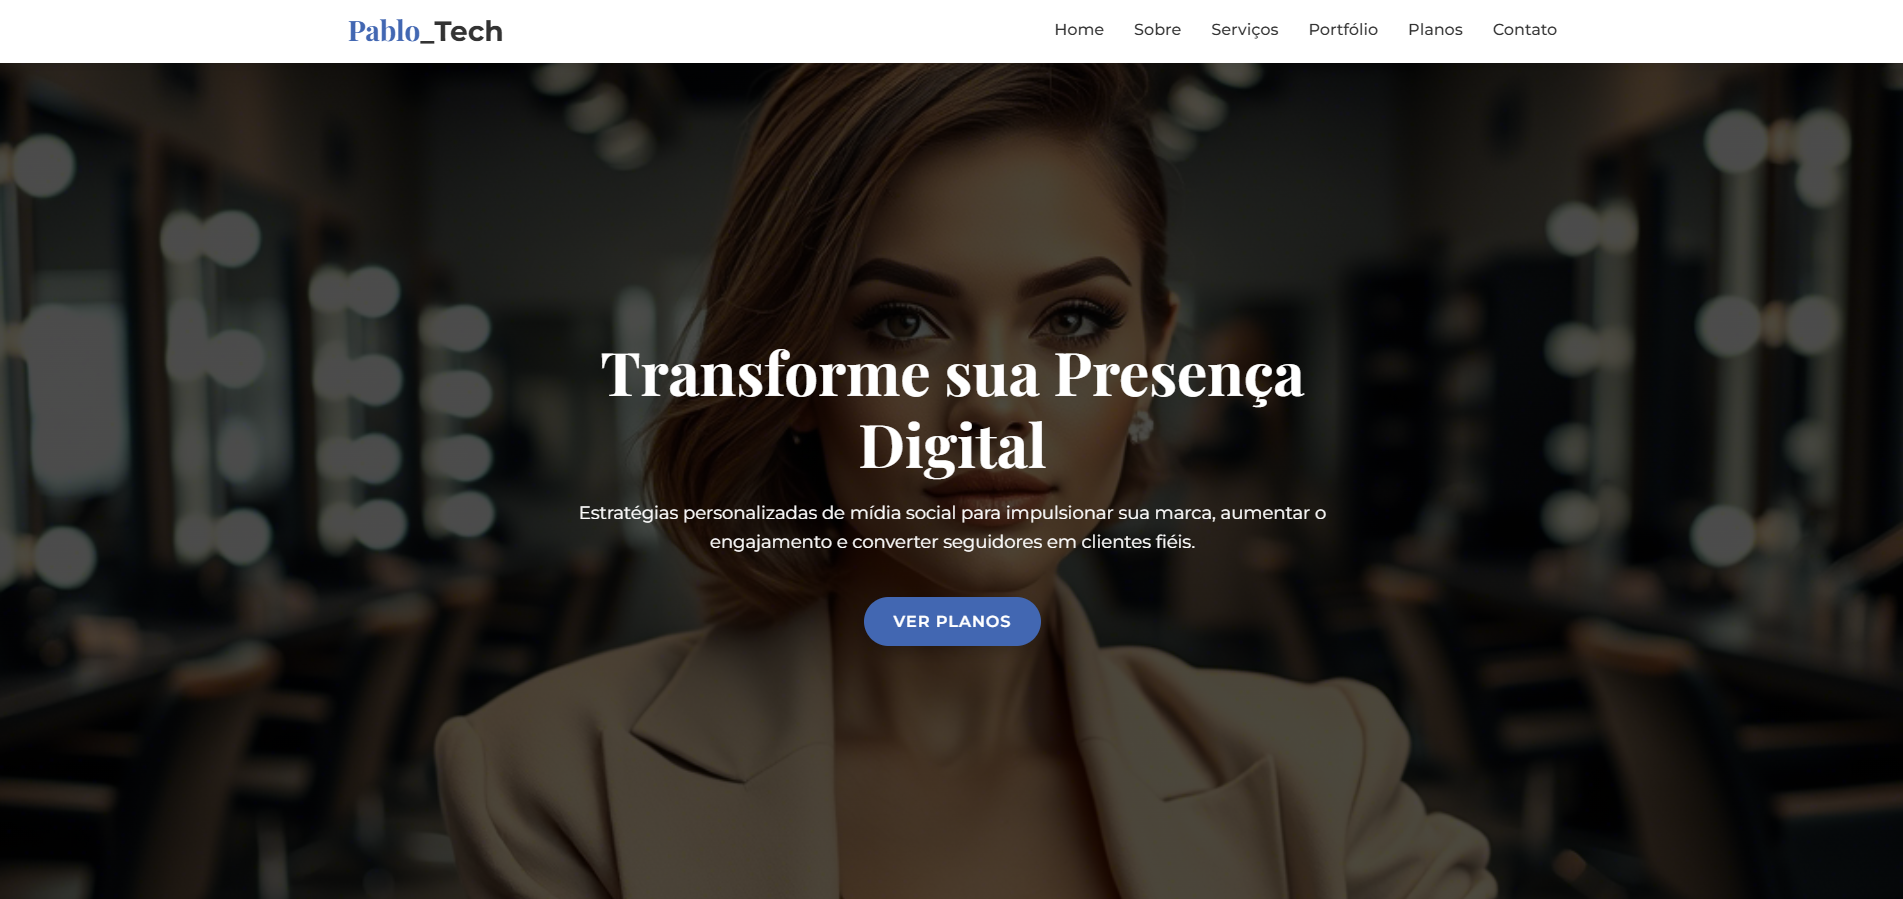 Pablo_Tech
Home Sobre Serviços Portfólio Planos Contato
Transforme sua Presença
Digital
Estratégias personalizadas de mídia social para impulsionar sua marca, aumentar o
engajamento e converter seguidores em clientes fiéis.
VER PLANOS